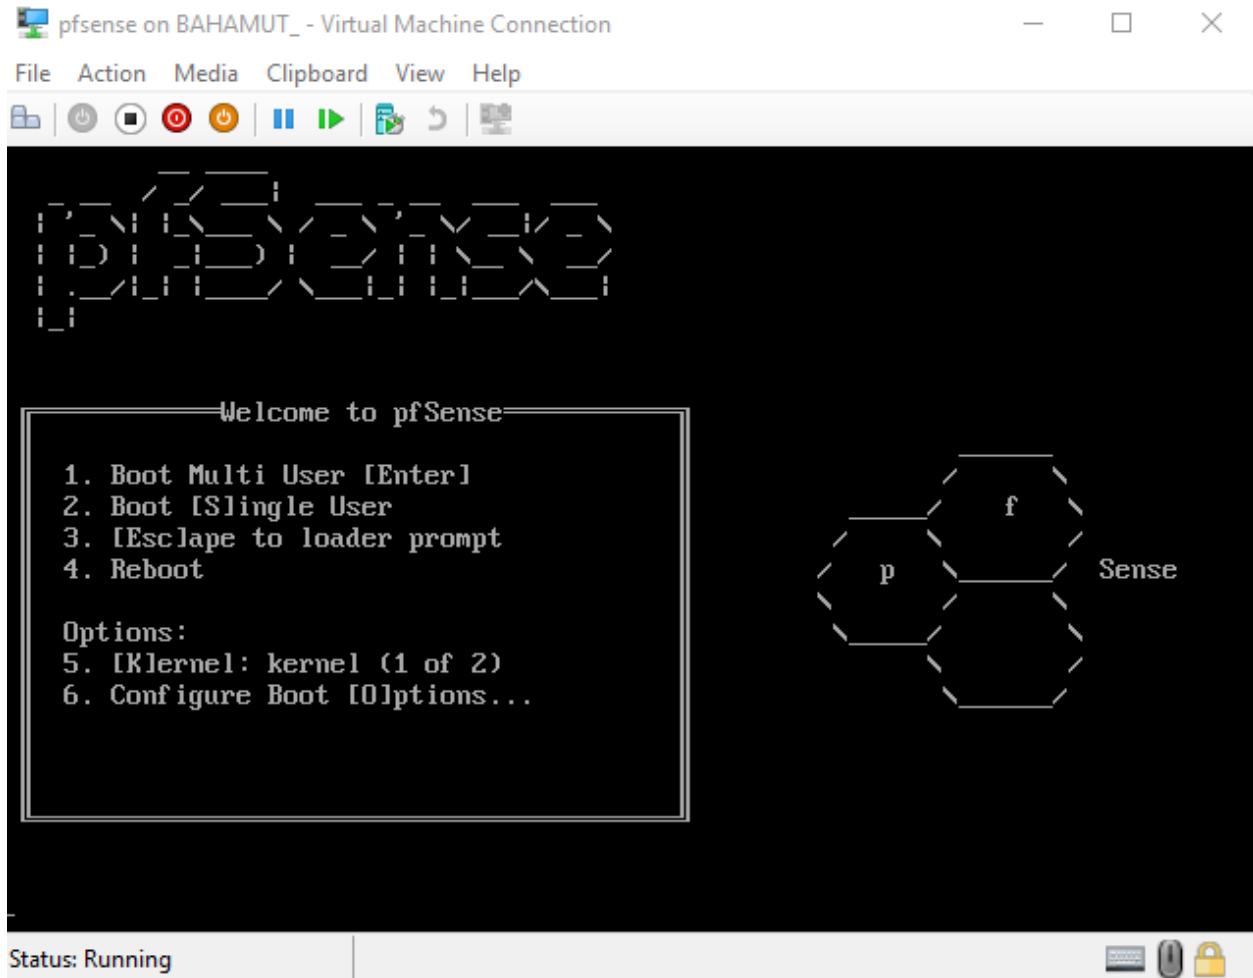 pfsense on BAHAMUT_ - Virtual Machine Connection
File Action Media Clipboard View Help
pfSense
Welcome to pfSense
1. Boot Multi User [Enter]
2. Boot [S]ingle User
3. [Esc]ape to loader prompt
4. Reboot
Options:
5. [K]ernel: kernel (1 of 2)
6. Configure Boot [O]ptions...
f
p Sense
Status: Running